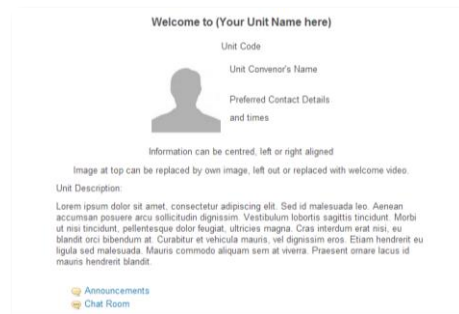 Welcome to (Your Unit Name here)
Unit Code
Unit Convenor's Name
Preferred Contact Details
and times
Information can be centred, left or right aligned
Image at top can be replaced by own image, left out or replaced with welcome video.
Unit Description:
Lorem ipsum dolor sit amet, consectetur adipiscing elit. Sed id malesuada leo. Aenean
accumsan posuere arcu sollicitudin dignissim. Vestibulum lobortis sagittis tincidunt. Morbi
ut nisi tincidunt, pellentesque dolor feugiat, ultricies magna. Cras interdum erat nisi, eu
blandit orci bibendum at. Curabitur et vehicula mauris, vel dignissim eros. Etiam hendrerit eu
ligula sed malesuada. Mauris commodo aliquam sem at viverra. Praesent ornare lacus id
mauris hendrerit blandit.
Announcements
Chat Room